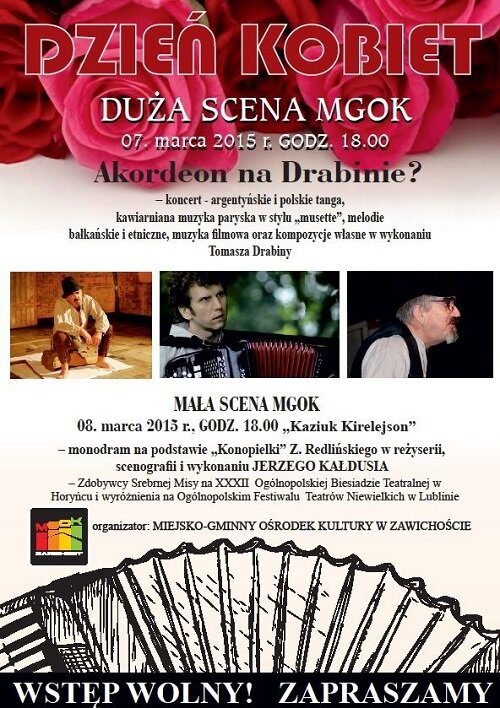 DZIEŃ KOBIET
DUŻA SCENA MGOK
07. marca 2015 r. GODZ. 18.00
Akordeon na Drabinie?
– koncert - argentyńskie i polskie tanga,
kawiarniana muzyka paryska w stylu „musette”, melodie
bałkańskie i etniczne, muzyka filmowa oraz kompozycje własne w wykonaniu
Tomasza Drabiny
MAŁA SCENA MGOK
08. marca 2015 r., GODZ. 18.00 „Kaziuk Kirelejson”
– monodram na podstawie „Konopielki” Z. Redlińskiego w reżyserii,
scenografii i wykonaniu JERZEGO KAŁDUSIA
– Zdobywcy Srebrnej Misy na XXXII Ogólnopolskiej Biesiadzie Teatralnej w
Horyńcu i wyróżnienia na Ogólnopolskim Festiwalu Teatrów Niewielkich w Lublinie
MGOK
organizator: MIEJSKO-GMINNY OŚRODEK KULTURY W ZAWICHOŚCIE
WSTĘP WOLNY! ZAPRASZAMY